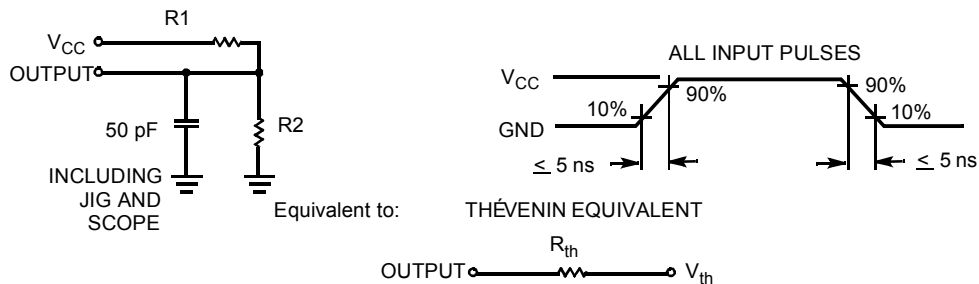 R1
V_CC
OUTPUT
50 pF
R2
INCLUDING
JIG AND
SCOPE
ALL INPUT PULSES
V_CC
GND
10%
90%
90%
10%
≤ 5 ns
≤ 5 ns
Equivalent to:
THÉVENIN EQUIVALENT
R_th
OUTPUT
V_th